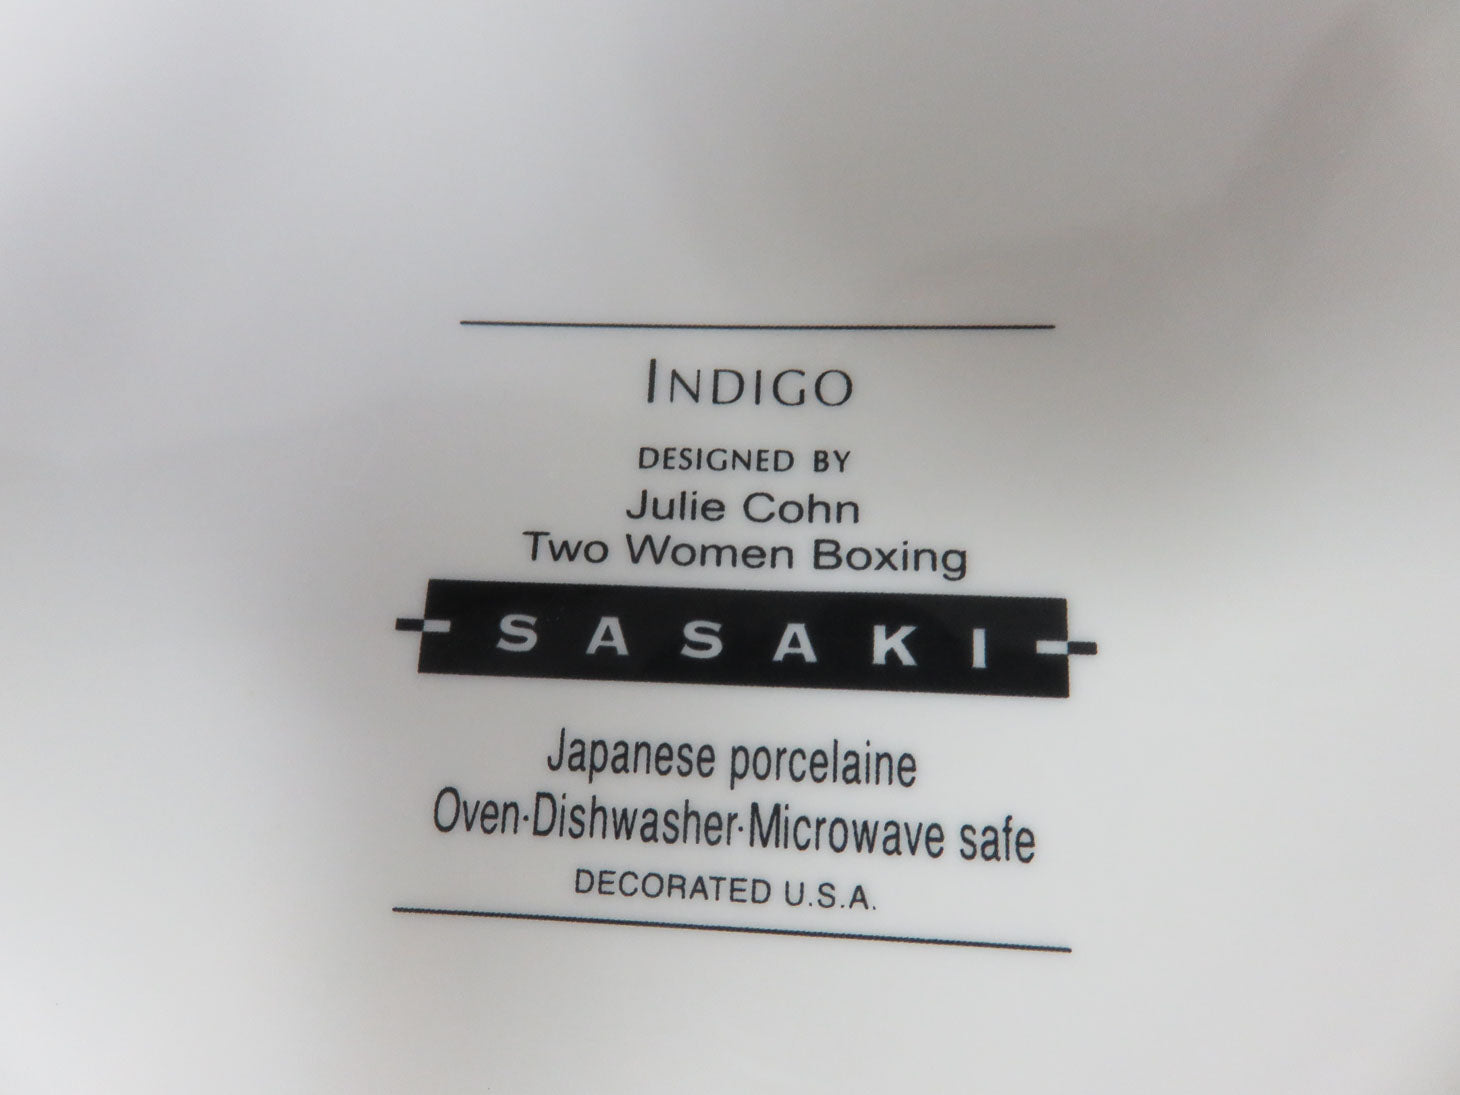 INDIGO
DESIGNED BY
Julie Cohn
Two Women Boxing
SASAKI
Japanese porcelaine
Oven·Dishwasher·Microwave safe
DECORATED U.S.A.